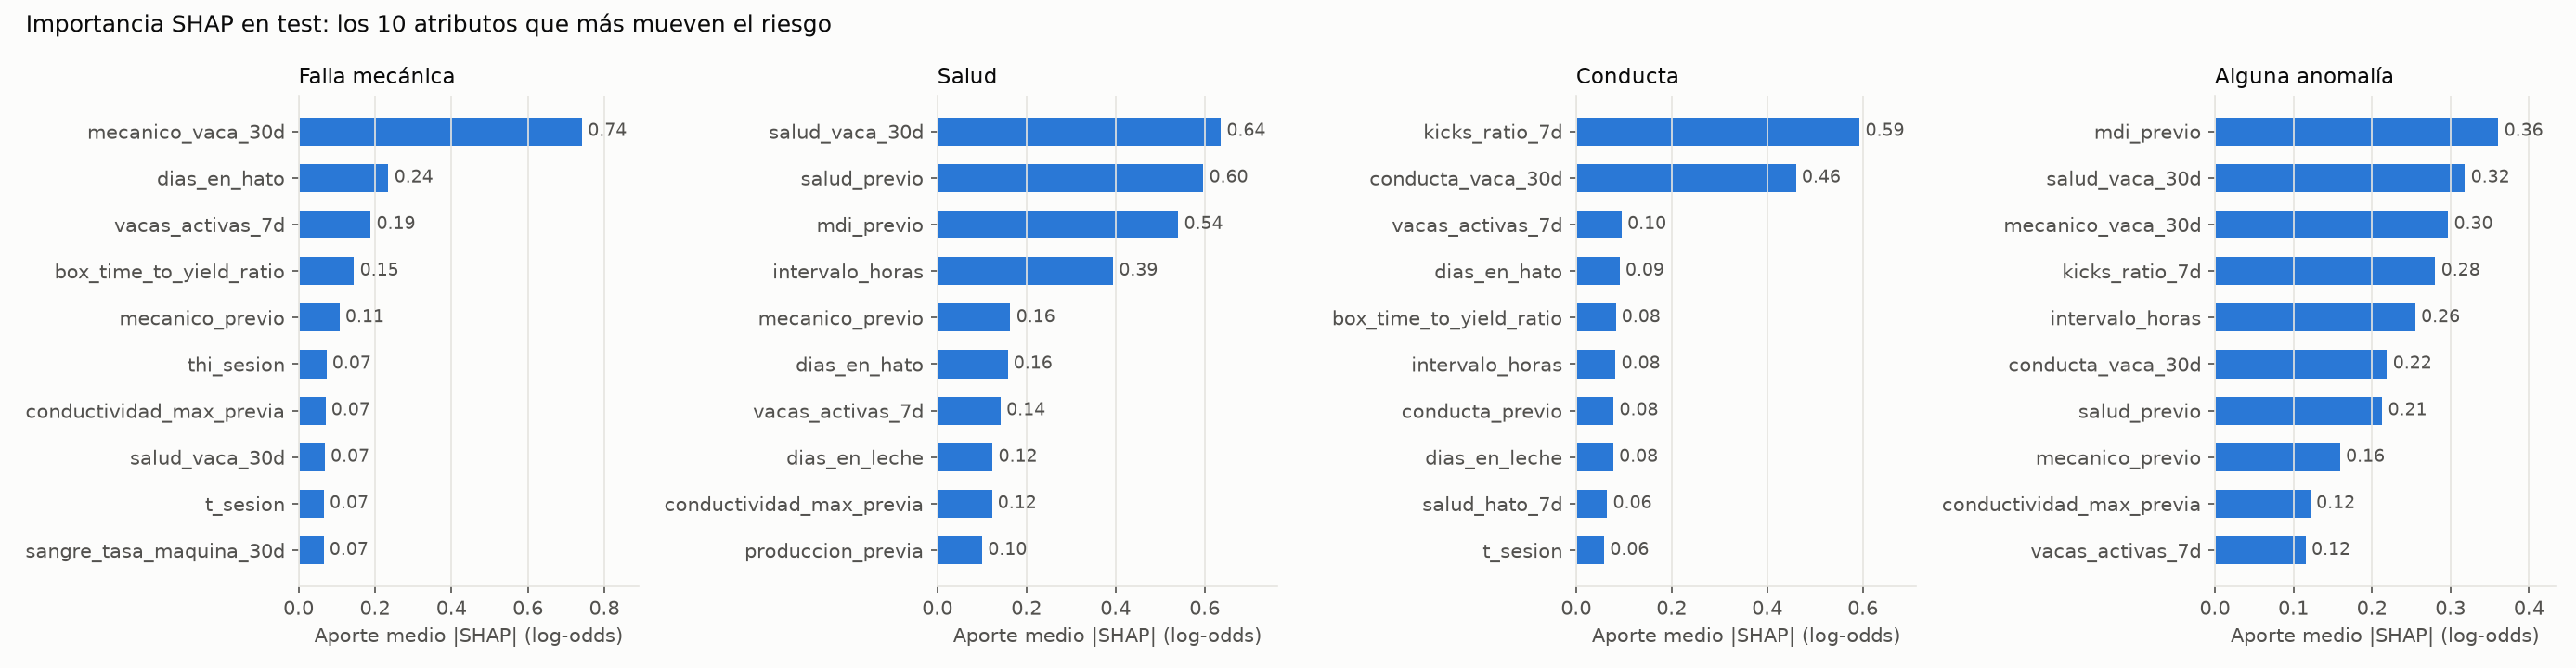 Importancia SHAP en test: los 10 atributos que más mueven el riesgo
Falla mecánica
mecanico_vaca_30d 0.74
dias_en_hato 0.24
vacas_activas_7d 0.19
box_time_to_yield_ratio 0.15
mecanico_previo 0.11
thi_sesion 0.07
conductividad_max_previa 0.07
salud_vaca_30d 0.07
t_sesion 0.07
sangre_tasa_maquina_30d 0.07
0.0 0.2 0.4 0.6 0.8
Aporte medio |SHAP| (log-odds)
Salud
salud_vaca_30d 0.64
salud_previo 0.60
mdi_previo 0.54
intervalo_horas 0.39
mecanico_previo 0.16
dias_en_hato 0.16
vacas_activas_7d 0.14
dias_en_leche 0.12
conductividad_max_previa 0.12
produccion_previa 0.10
0.0 0.2 0.4 0.6
Aporte medio |SHAP| (log-odds)
Conducta
kicks_ratio_7d 0.59
conducta_vaca_30d 0.46
vacas_activas_7d 0.10
dias_en_hato 0.09
box_time_to_yield_ratio 0.08
intervalo_horas 0.08
conducta_previo 0.08
dias_en_leche 0.08
salud_hato_7d 0.06
t_sesion 0.06
0.0 0.2 0.4 0.6
Aporte medio |SHAP| (log-odds)
Alguna anomalía
mdi_previo 0.36
salud_vaca_30d 0.32
mecanico_vaca_30d 0.30
kicks_ratio_7d 0.28
intervalo_horas 0.26
conducta_vaca_30d 0.22
salud_previo 0.21
mecanico_previo 0.16
conductividad_max_previa 0.12
vacas_activas_7d 0.12
0.0 0.1 0.2 0.3 0.4
Aporte medio |SHAP| (log-odds)